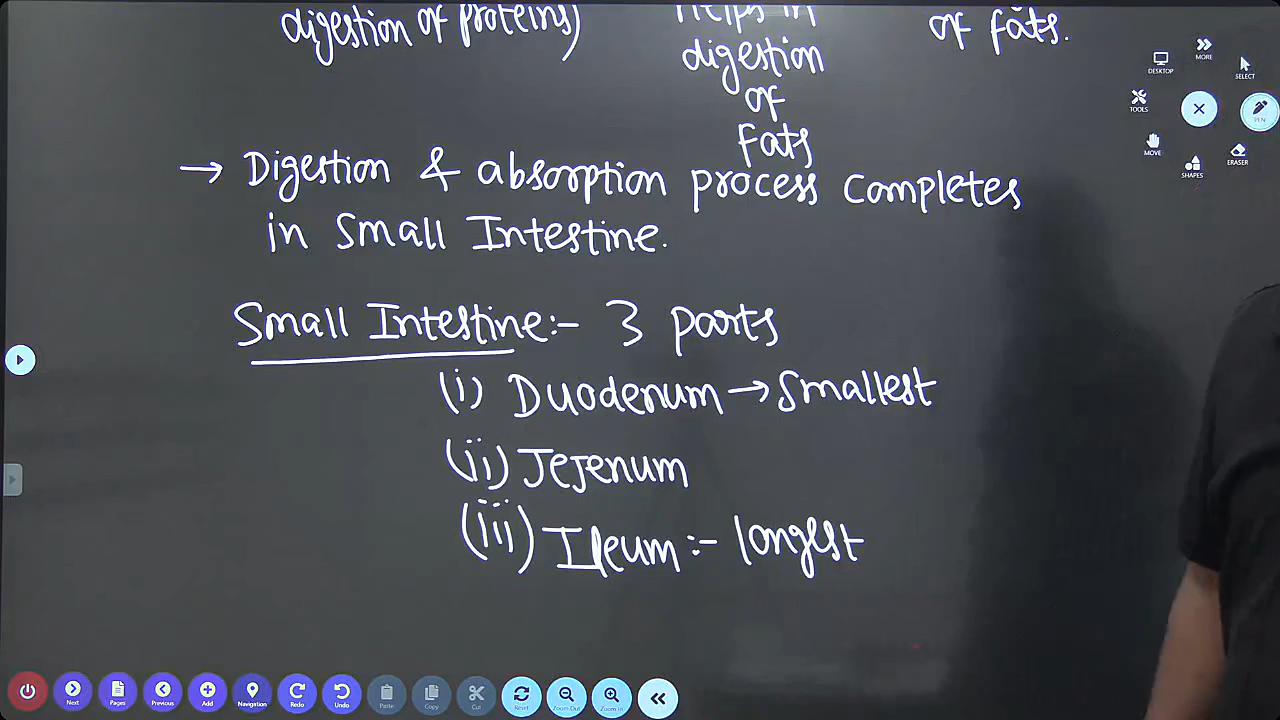 digestion of proteins)
Helps in
of fats.
digestion
of
fats
→ Digestion & absorption process completes
in Small Intestine.
Small Intestine:- 3 parts
(i) Duodenum → Smallest
(ii) Jejenum
(iii) Ileum :- longest
MORE
DESKTOP
SELECT
TOOLS
PEN
MOVE
ERASER
SHAPES
Next
Pages
Previous
Add
Navigation
Redo
Undo
Paste
Copy
Cut
Reset
Zoom Out
Zoom In